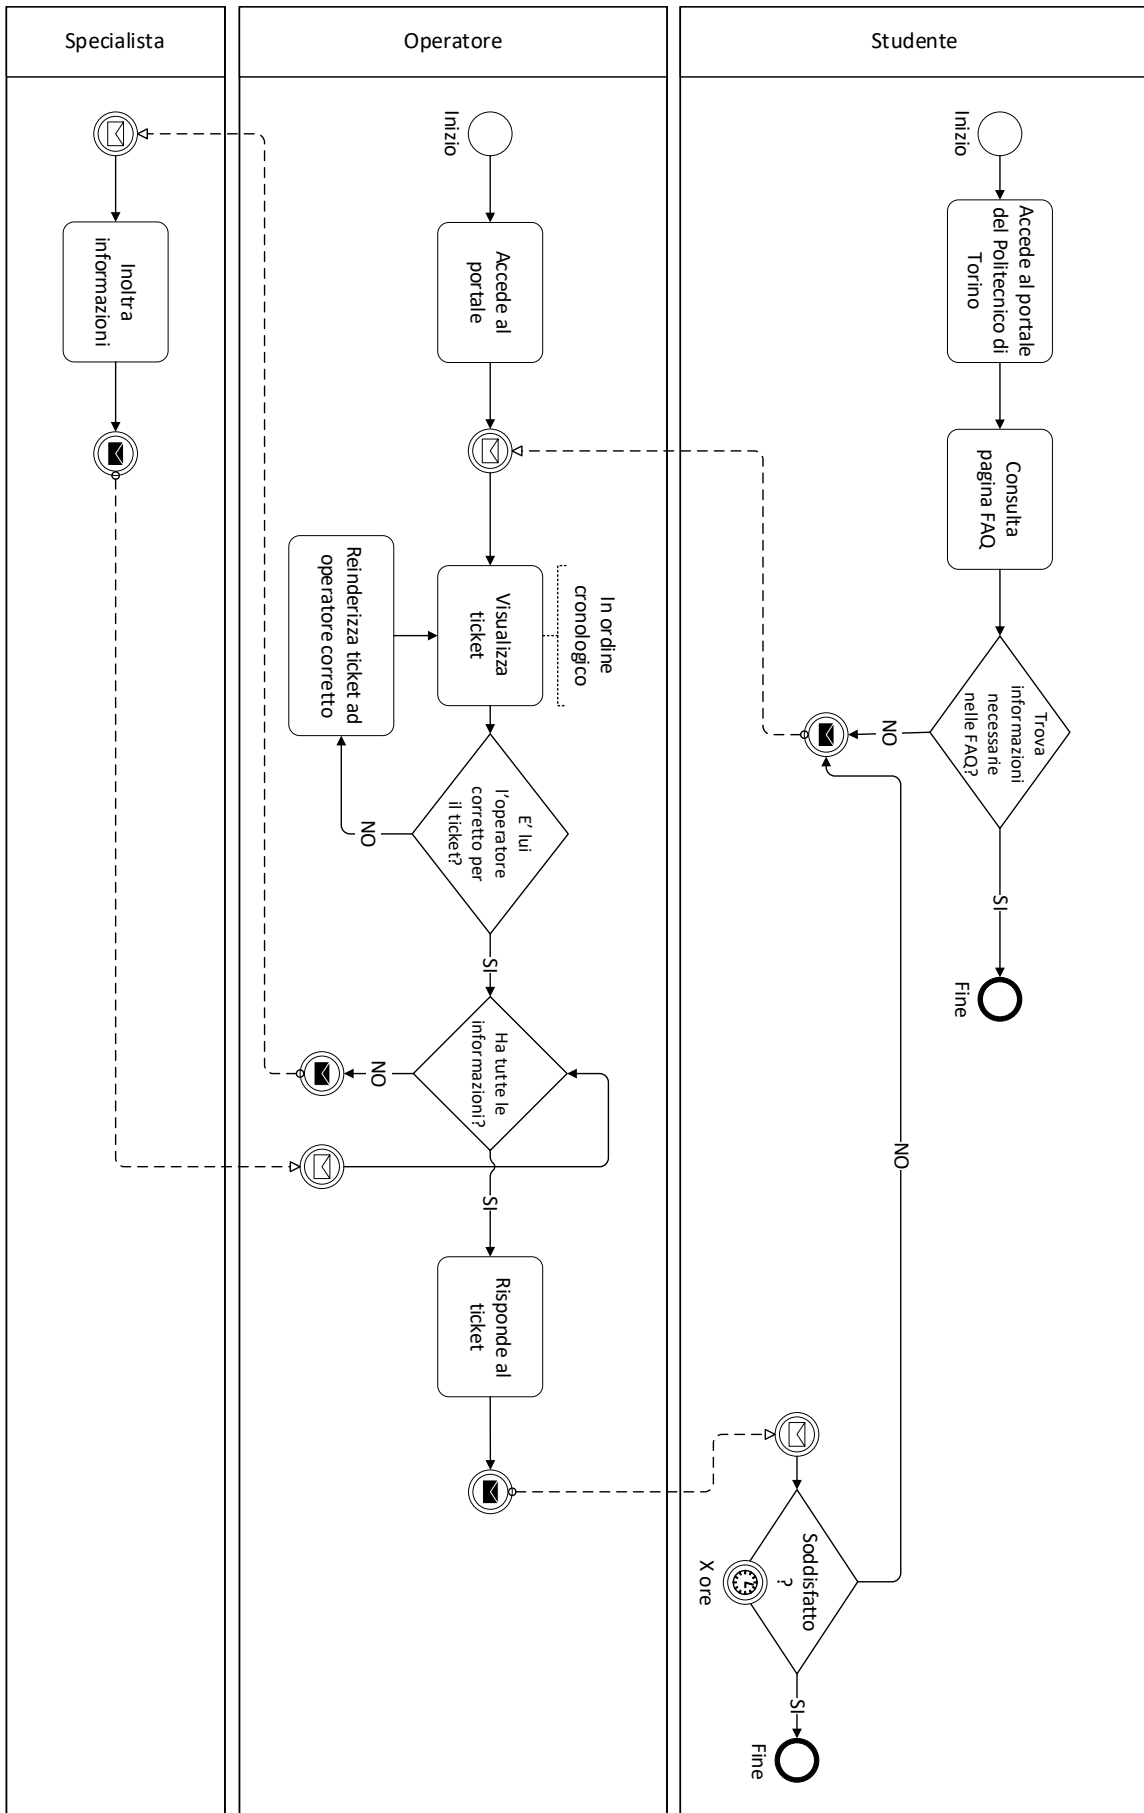 Specialista
Operatore
Studente
Inizio
Accede al portale
del Politecnico di
Torino
Consulta
pagina FAQ
Trova
informazioni
necessarie
nelle FAQ?
NO
SI
Fine
NO
Soddisfatto
?
X ore
SI
Fine
Inizio
Accede al
portale
In ordine
cronologico
Visualizza
ticket
Reinderizza ticket ad
operatore corretto
E' lui
l'operatore
corretto per
il ticket?
NO
SI
Ha tutte le
informazioni?
NO
SI
Risponde al
ticket
Inoltra
informazioni